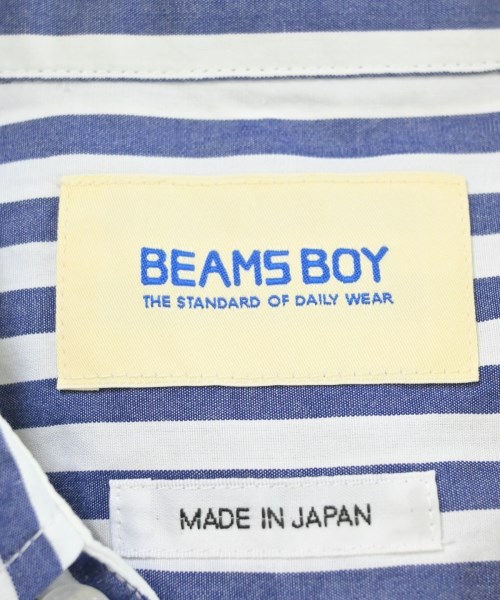 BEAMS BOY
THE STANDARD OF DAILY WEAR
MADE IN JAPAN